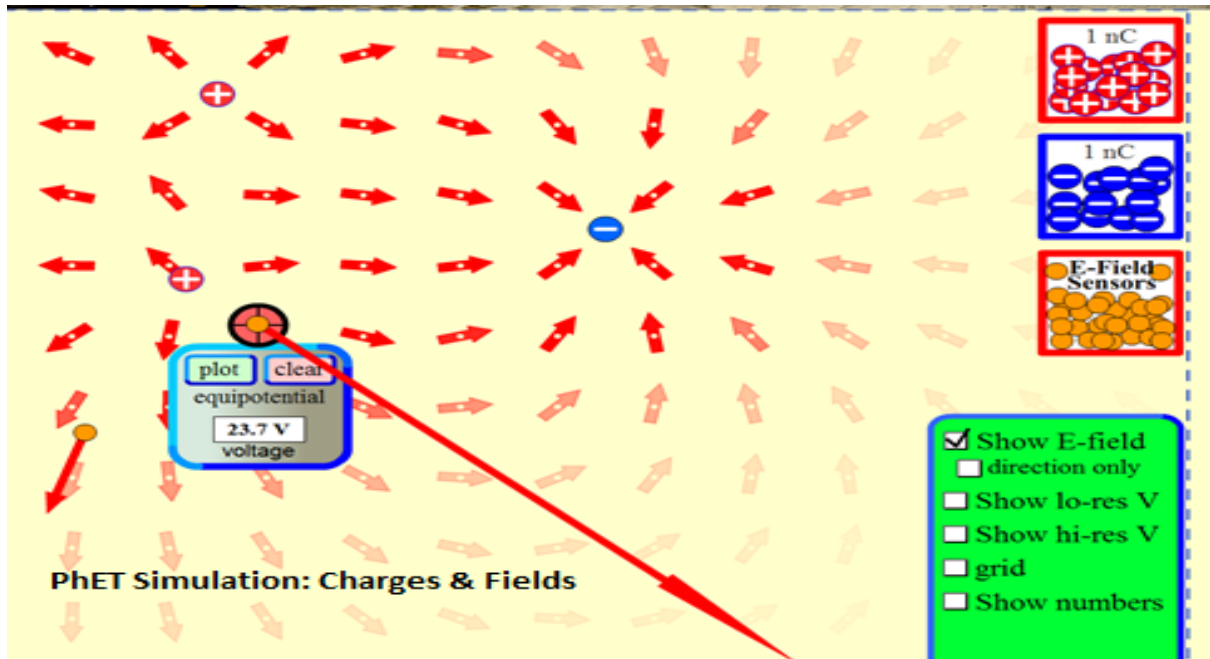 1 nC
1 nC
E-Field
Sensors
plot clear
equipotential
23.7 V
voltage
Show E-field
direction only
Show lo-res V
Show hi-res V
grid
Show numbers
PhET Simulation: Charges & Fields